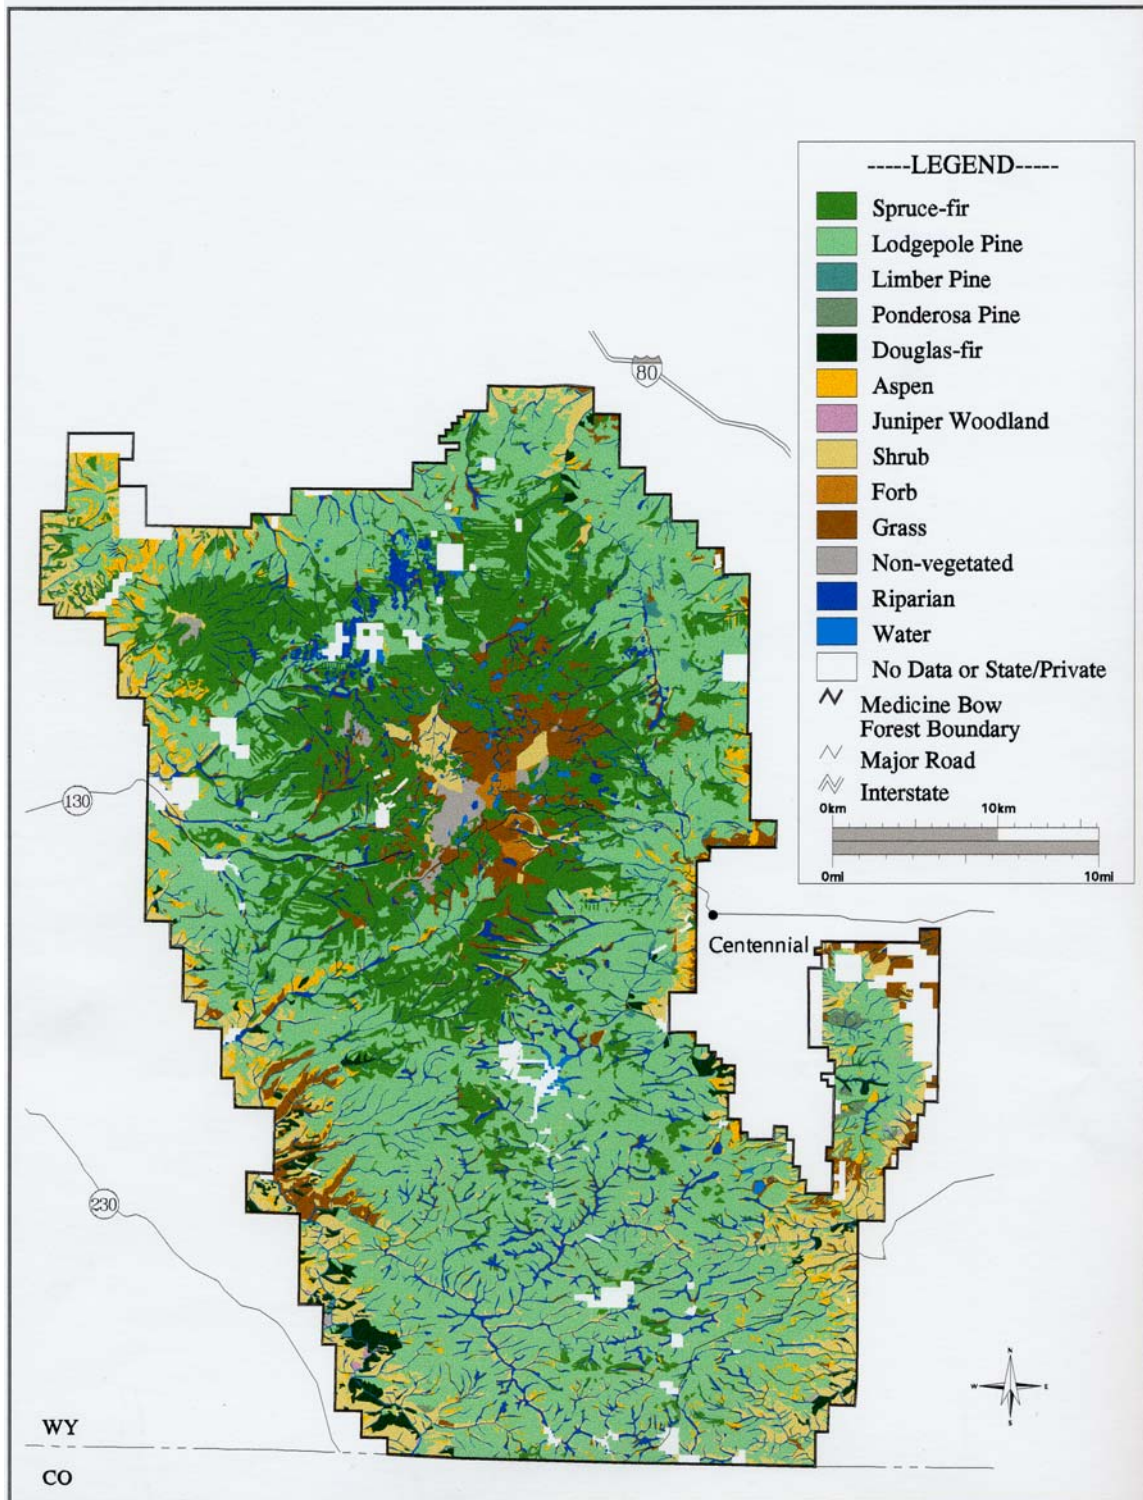 -----LEGEND-----
Spruce-fir
Lodgepole Pine
Limber Pine
Ponderosa Pine
Douglas-fir
Aspen
Juniper Woodland
Shrub
Forb
Grass
Non-vegetated
Riparian
Water
No Data or State/Private
Medicine Bow
Forest Boundary
Major Road
Interstate
0km 10km
0mi 10mi
80
130
Centennial
230
N
W E
S
WY
CO